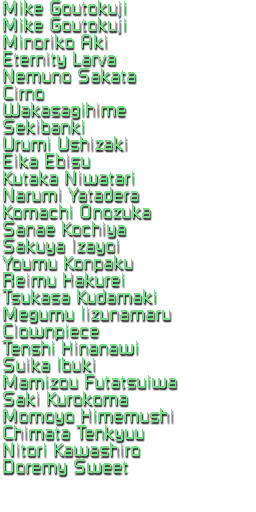 Mike Goutokuji
Mike Goutokuji
Minoriko Aki
Eternity Larva
Nemuno Sakata
Cirno
Wakasagihime
Sekibanki
Urumi Ushizaki
Eika Ebisu
Kutaka Niwatari
Narumi Yatadera
Komachi Onozuka
Sanae Kochiya
Sakuya Izayoi
Youmu Konpaku
Reimu Hakurei
Tsukasa Kudamaki
Megumu Iizunamaru
Clownpiece
Tenshi Hinanawi
Suika Ibuki
Mamizou Futatsuiwa
Saki Kurokoma
Momoyo Himemushi
Chimata Tenkyuu
Nitori Kawashiro
Doremy Sweet